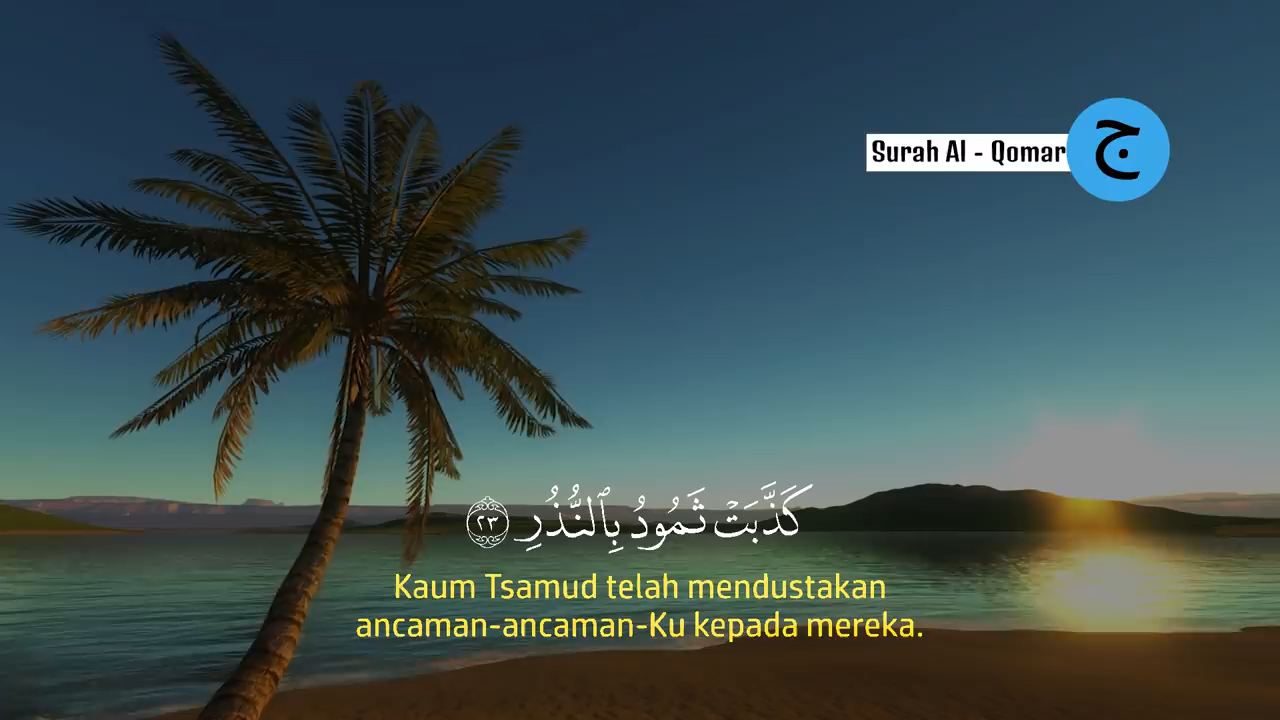 Surah Al - Qomar
ج
كَذَّبَتْ ثَمُودُ بِٱلنُّذُرِ ٢٣
Kaum Tsamud telah mendustakan
ancaman-ancaman-Ku kepada mereka.